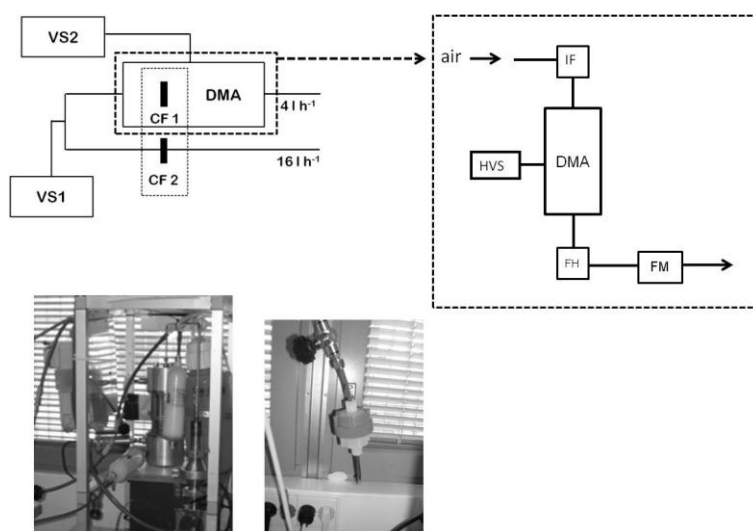 VS2
DMA
CF 1
4 l h-1
CF 2
16 l h-1
VS1
air
IF
HVS
DMA
FH
FM